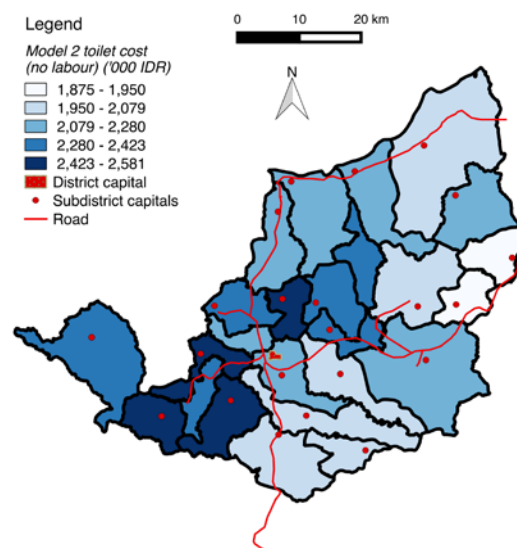 Legend
0 10 20 km
Model 2 toilet cost
(no labour) ('000 IDR)
N
1,875 - 1,950
1,950 - 2,079
2,079 - 2,280
2,280 - 2,423
2,423 - 2,581
District capital
Subdistrict capitals
Road